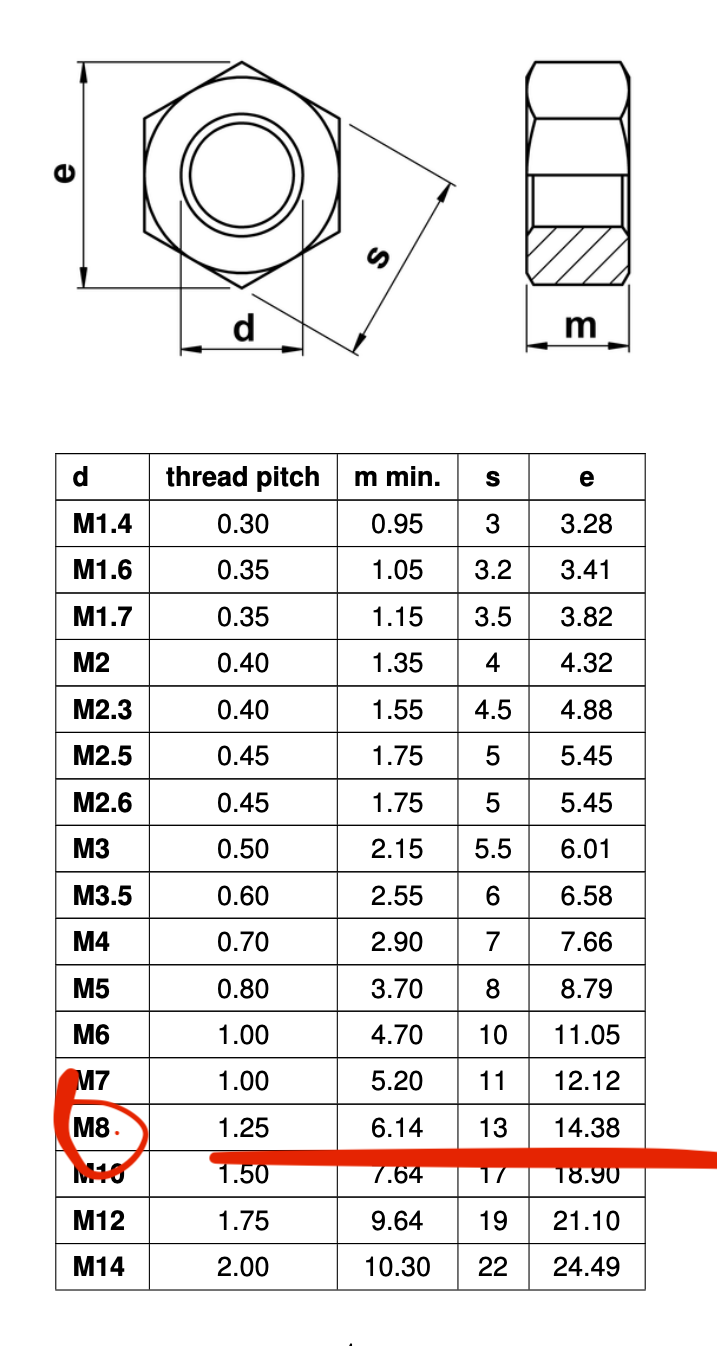 e
s
d
m
d thread pitch m min. s e
M1.4 0.30 0.95 3 3.28
M1.6 0.35 1.05 3.2 3.41
M1.7 0.35 1.15 3.5 3.82
M2 0.40 1.35 4 4.32
M2.3 0.40 1.55 4.5 4.88
M2.5 0.45 1.75 5 5.45
M2.6 0.45 1.75 5 5.45
M3 0.50 2.15 5.5 6.01
M3.5 0.60 2.55 6 6.58
M4 0.70 2.90 7 7.66
M5 0.80 3.70 8 8.79
M6 1.00 4.70 10 11.05
M7 1.00 5.20 11 12.12
M8 1.25 6.14 13 14.38
M10 1.50 7.64 17 18.90
M12 1.75 9.64 19 21.10
M14 2.00 10.30 22 24.49